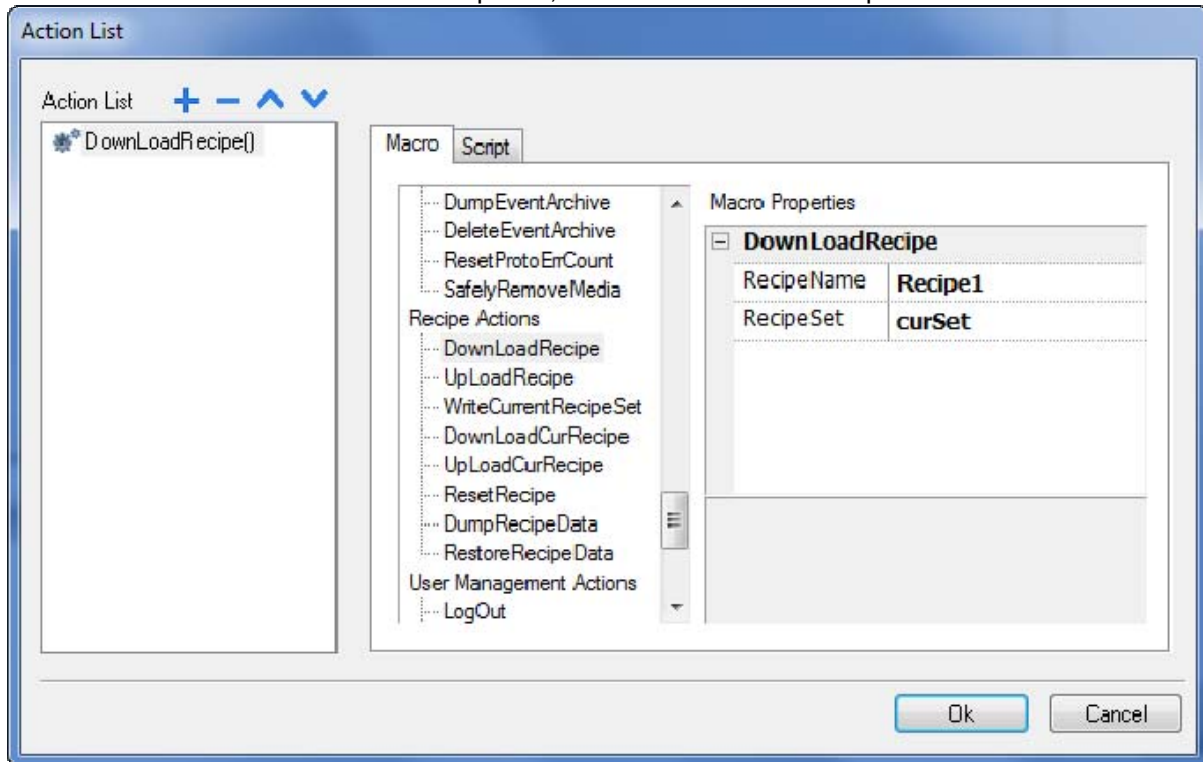 Action List
Action List
DownLoadRecipe()
Macro Script
DumpEventArchive
DeleteEventArchive
ResetProtoErrCount
SafelyRemoveMedia
Recipe Actions
DownLoadRecipe
UpLoadRecipe
WriteCurrentRecipeSet
DownLoadCurRecipe
UpLoadCurRecipe
ResetRecipe
DumpRecipeData
RestoreRecipeData
User Management Actions
LogOut
Macro Properties
DownLoadRecipe
RecipeName Recipe1
RecipeSet curSet
Ok Cancel